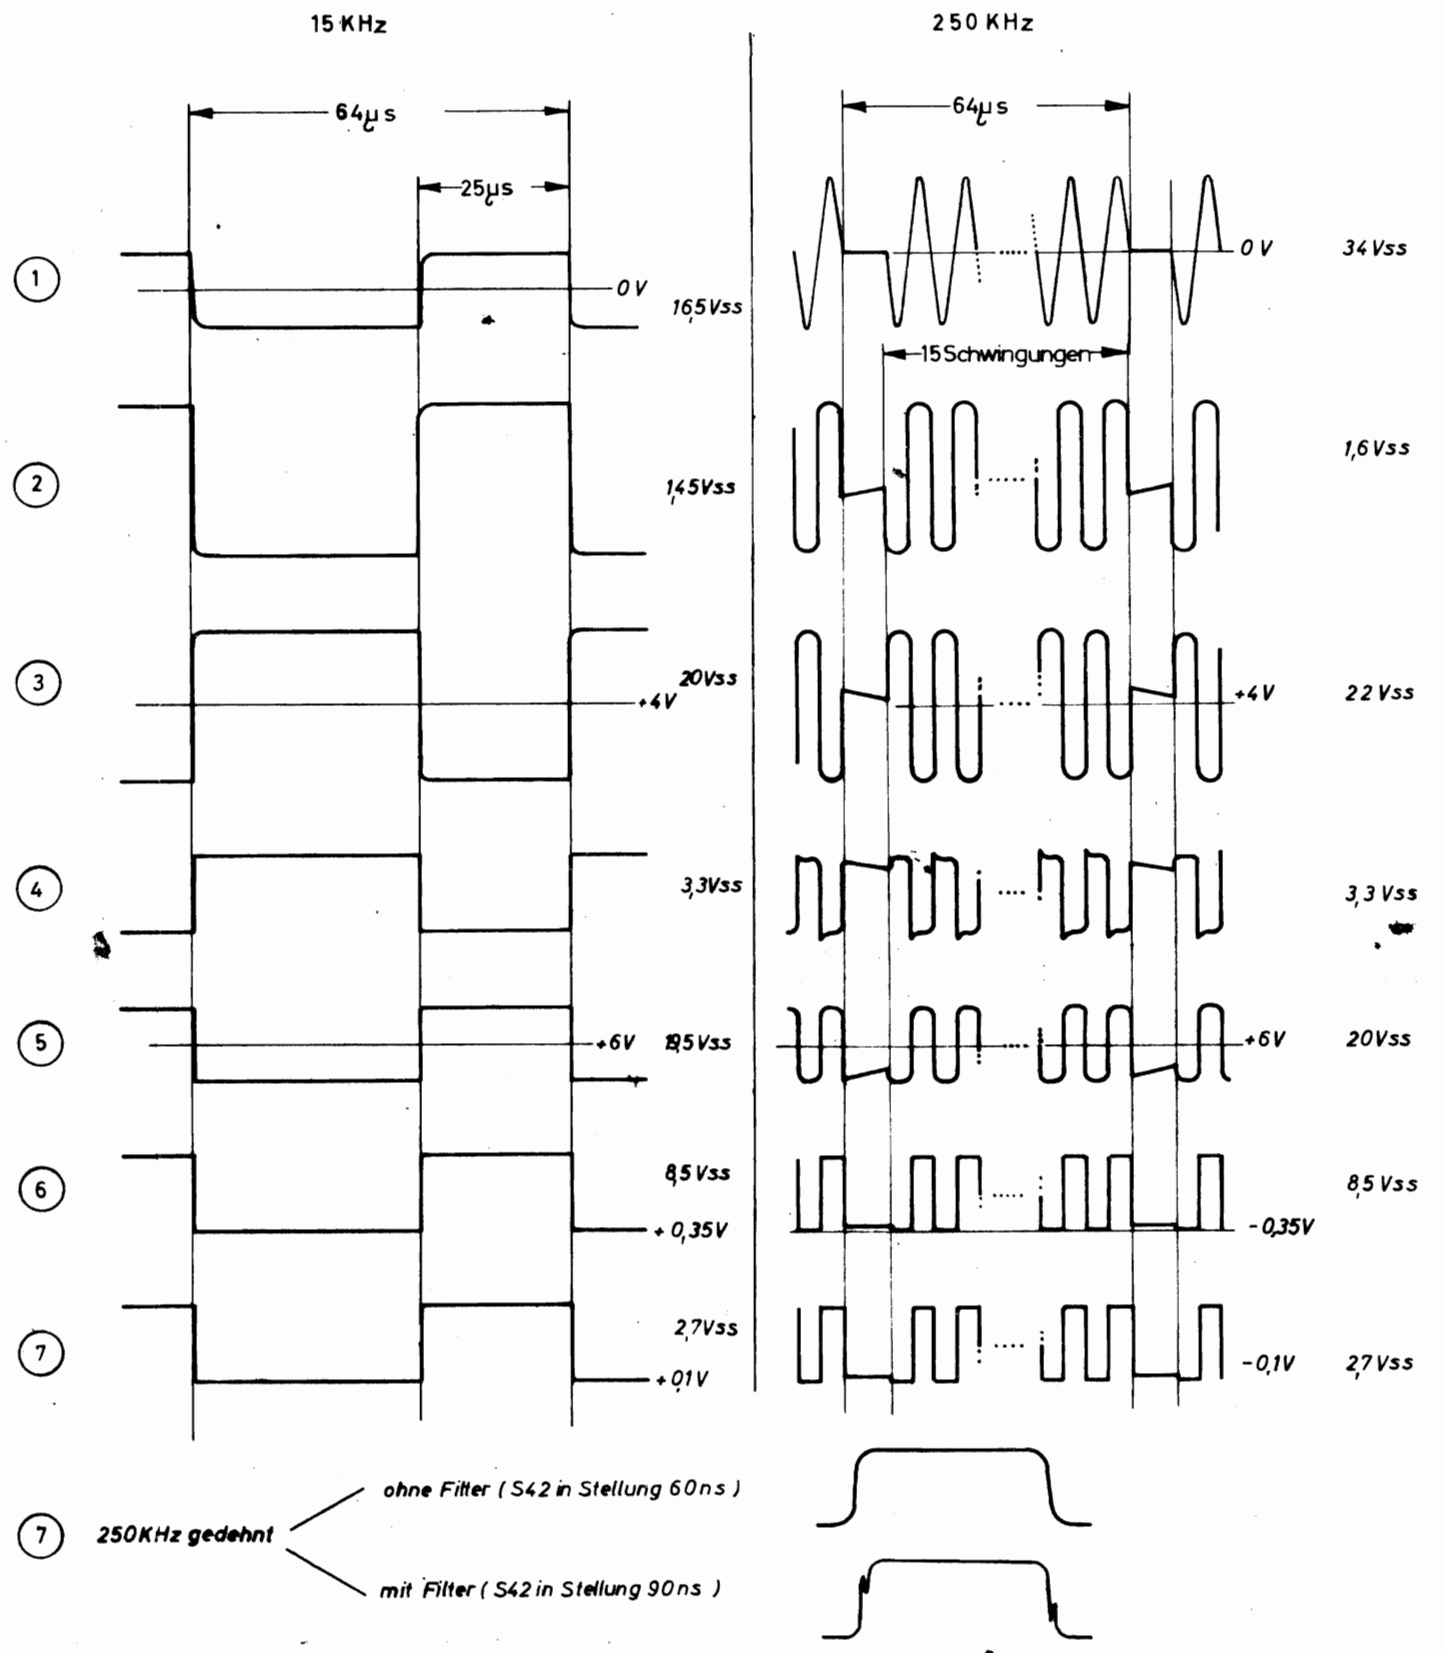 15 KHz
250 KHz
64µs
25µs
64µs
1
0V
16,5Vss
0V
34Vss
15 Schwingungen
2
1,45Vss
1,6Vss
3
20Vss
+4V
+4V
22Vss
4
3,3Vss
3,3Vss
5
+6V
+6V
20Vss
6
8,5Vss
+0,35V
-0,35V
8,5Vss
7
2,7Vss
+0,1V
-0,1V
2,7Vss
7
250KHz gedehnt
ohne Filter (S42 in Stellung 60ns)
mit Filter (S42 in Stellung 90ns)